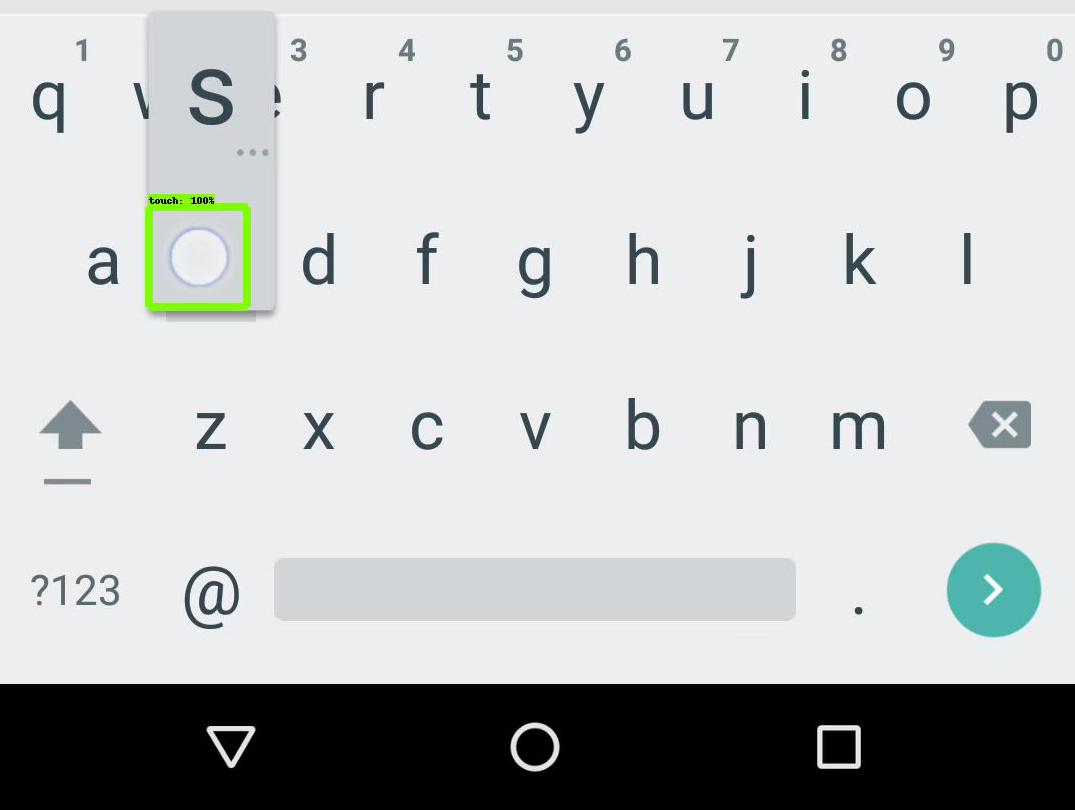 1 3 4 5 6 7 8 9 0
q w s e r t y u i o p
touch: 100%
a d f g h j k l
z x c v b n m
?123 @ .